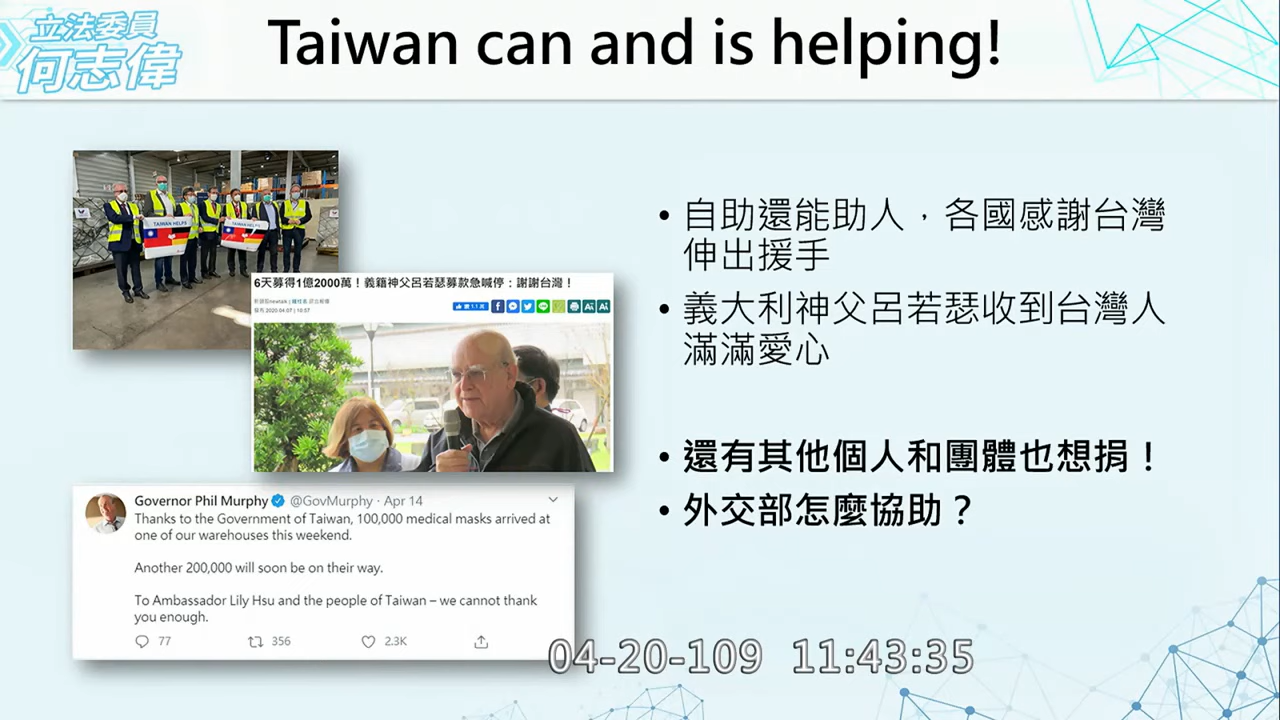 立法委員
何志偉
Taiwan can and is helping!
TAIWAN HELPS
TAIWAN HELPS
6天募得1億2000萬！義籍神父呂若瑟募款急喊停：謝謝台灣！
發布 2020.04.07 | 10:57
自助還能助人，各國感謝台灣
伸出援手
義大利神父呂若瑟收到台灣人
滿滿愛心
還有其他個人和團體也想捐！
外交部怎麼協助？
Governor Phil Murphy @GovMurphy · Apr 14
Thanks to the Government of Taiwan, 100,000 medical masks arrived at
one of our warehouses this weekend.
Another 200,000 will soon be on their way.
To Ambassador Lily Hsu and the people of Taiwan – we cannot thank
you enough.
77 356 2.3K
04-20-109 11:43:35